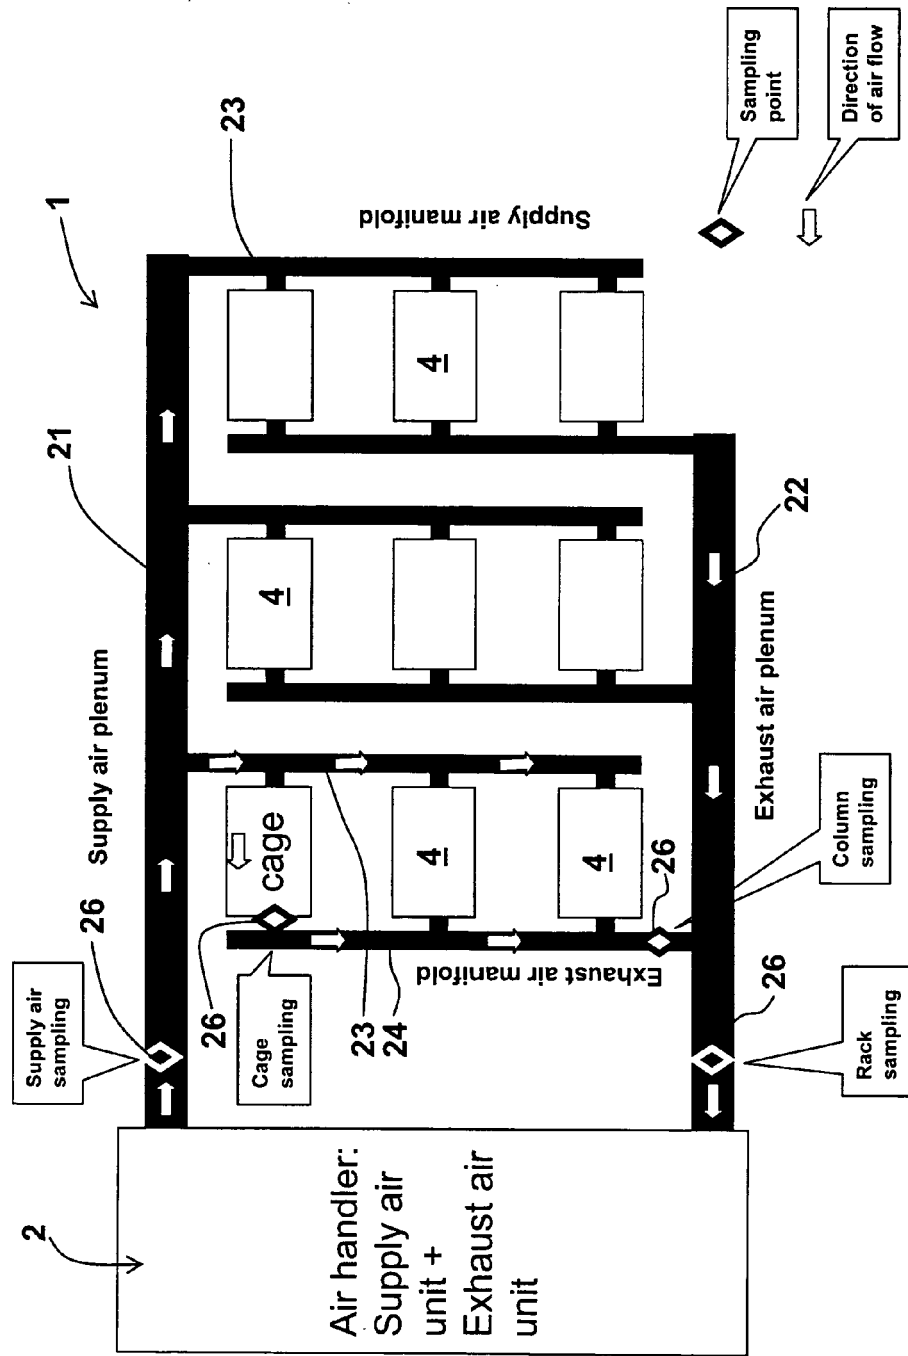 1
23
Supply air manifold
Sampling
point
Direction
of air flow
21
Supply air plenum
26
Supply air
sampling
26
2
Air handler:
Supply air
unit +
Exhaust air
unit
cage
4
4
4
4
26
Cage
sampling
23
24
Exhaust air manifold
26
Column
sampling
22
Exhaust air plenum
26
Rack
sampling